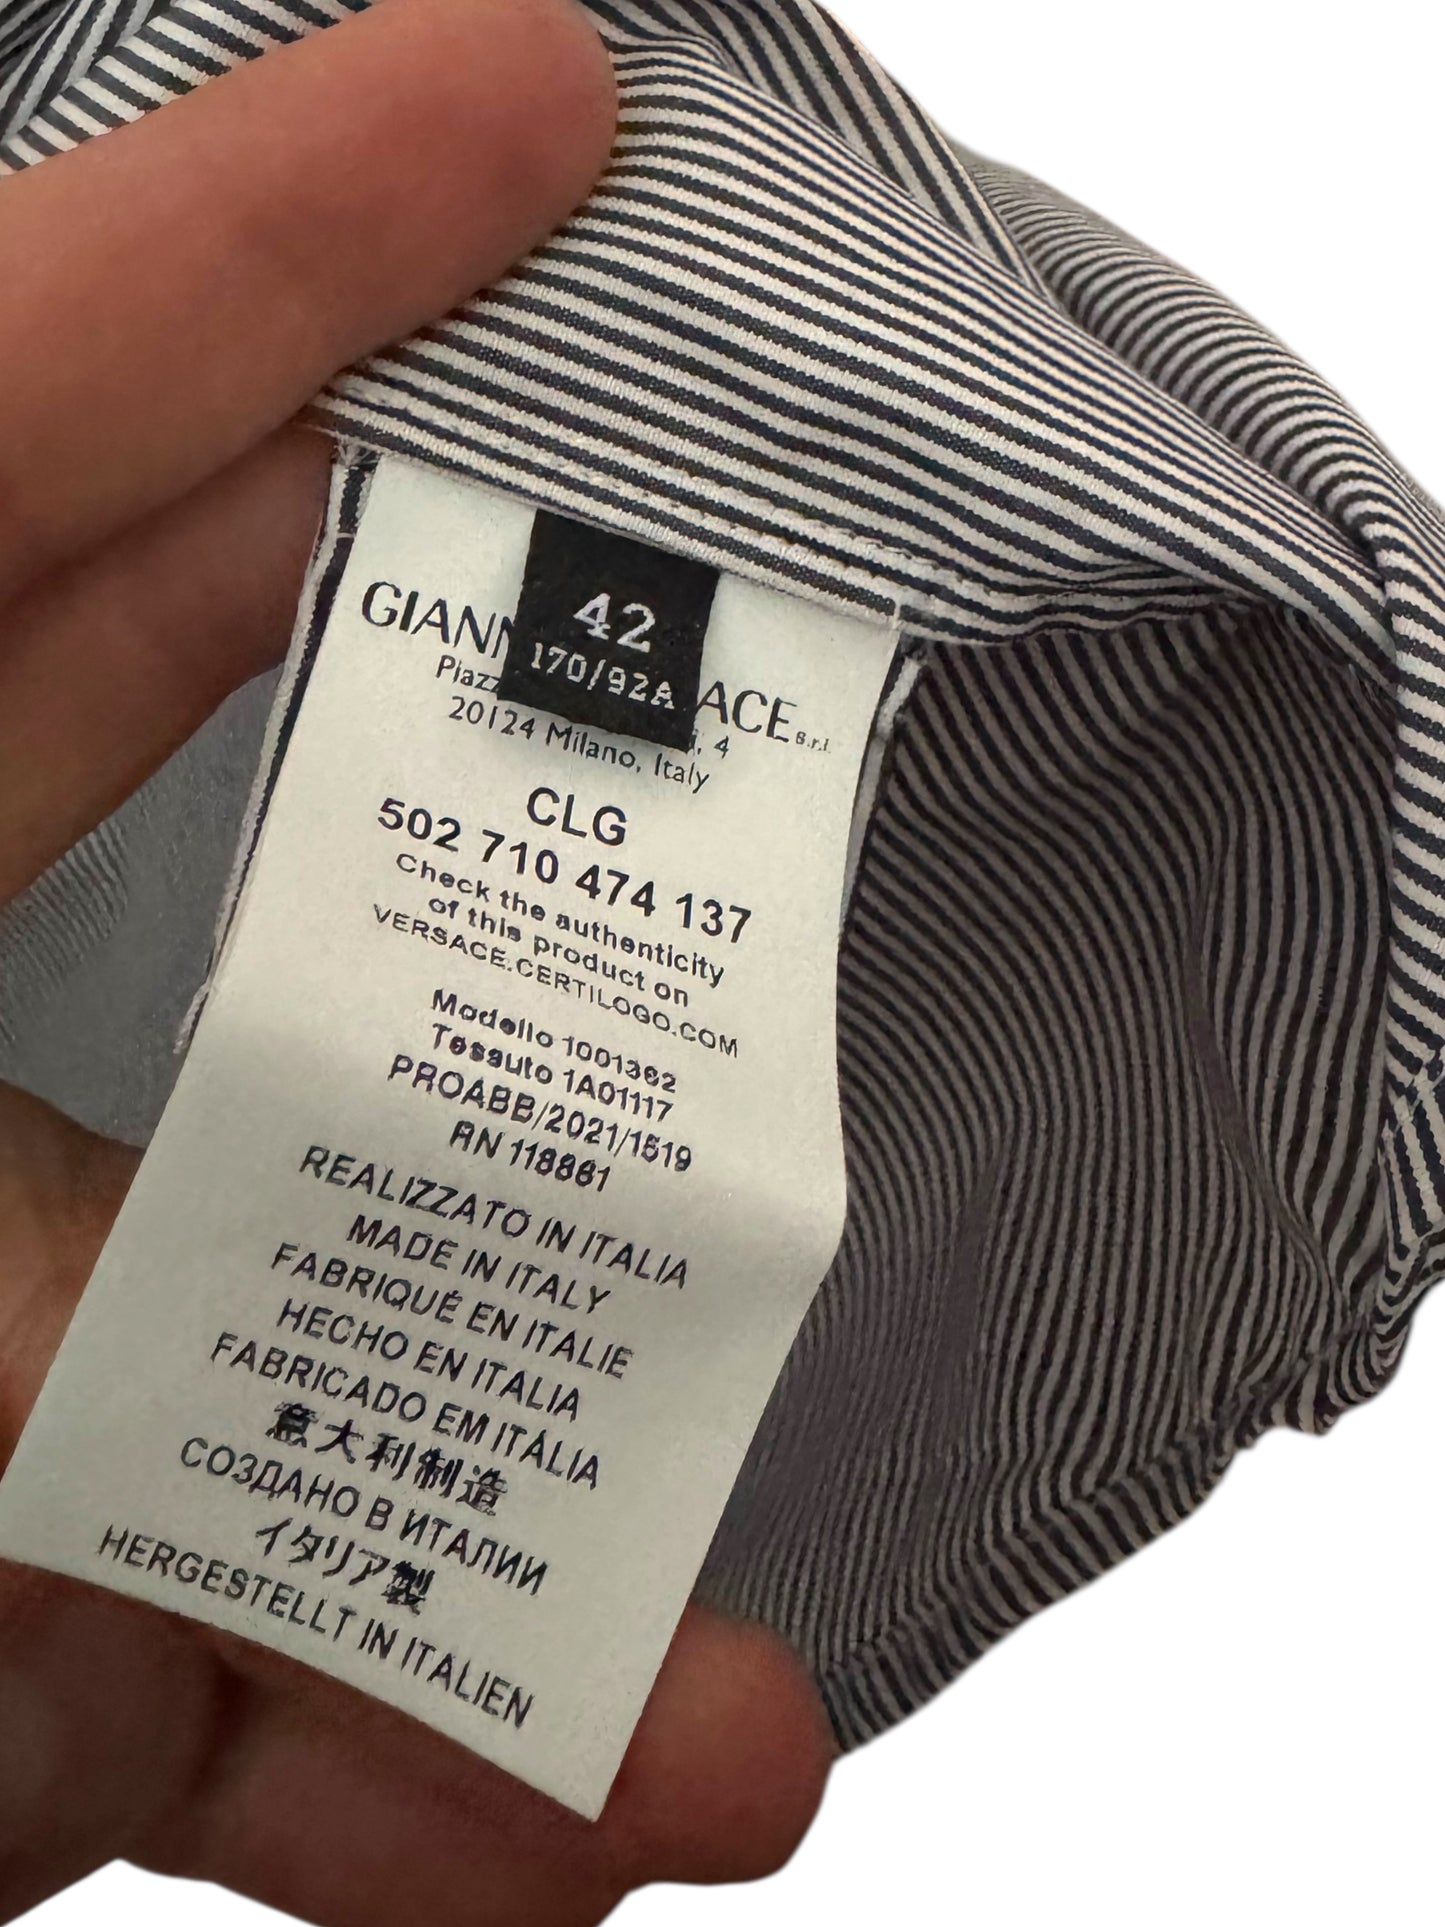 42
170/92A
GIANN ACE S.r.l.
Piazz i, 4
20124 Milano, Italy
CLG
502 710 474 137
Check the authenticity
of this product on
VERSACE.CERTILOGO.COM
Modello 1001362
Tessuto 1A01117
PROABB/2021/1519
RN 118861
REALIZZATO IN ITALIA
MADE IN ITALY
FABRIQUÉ EN ITALIE
HECHO EN ITALIA
FABRICADO EM ITÁLIA
意大利制造
СОЗДАНО В ИТАЛИИ
イタリア製
HERGESTELLT IN ITALIEN